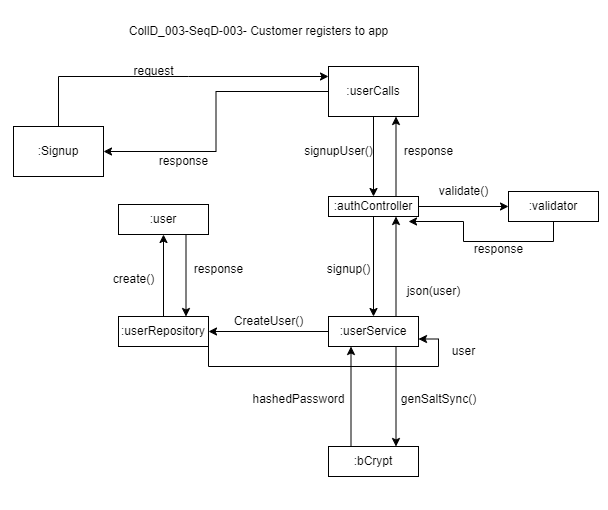 ColID_003-SeqD-003- Customer registers to app
request
:userCalls
:Signup
response
signupUser()
response
validate()
:authController
:validator
:user
response
response
signup()
create()
json(user)
CreateUser()
:userRepository
:userService
user
hashedPassword
genSaltSync()
:bCrypt